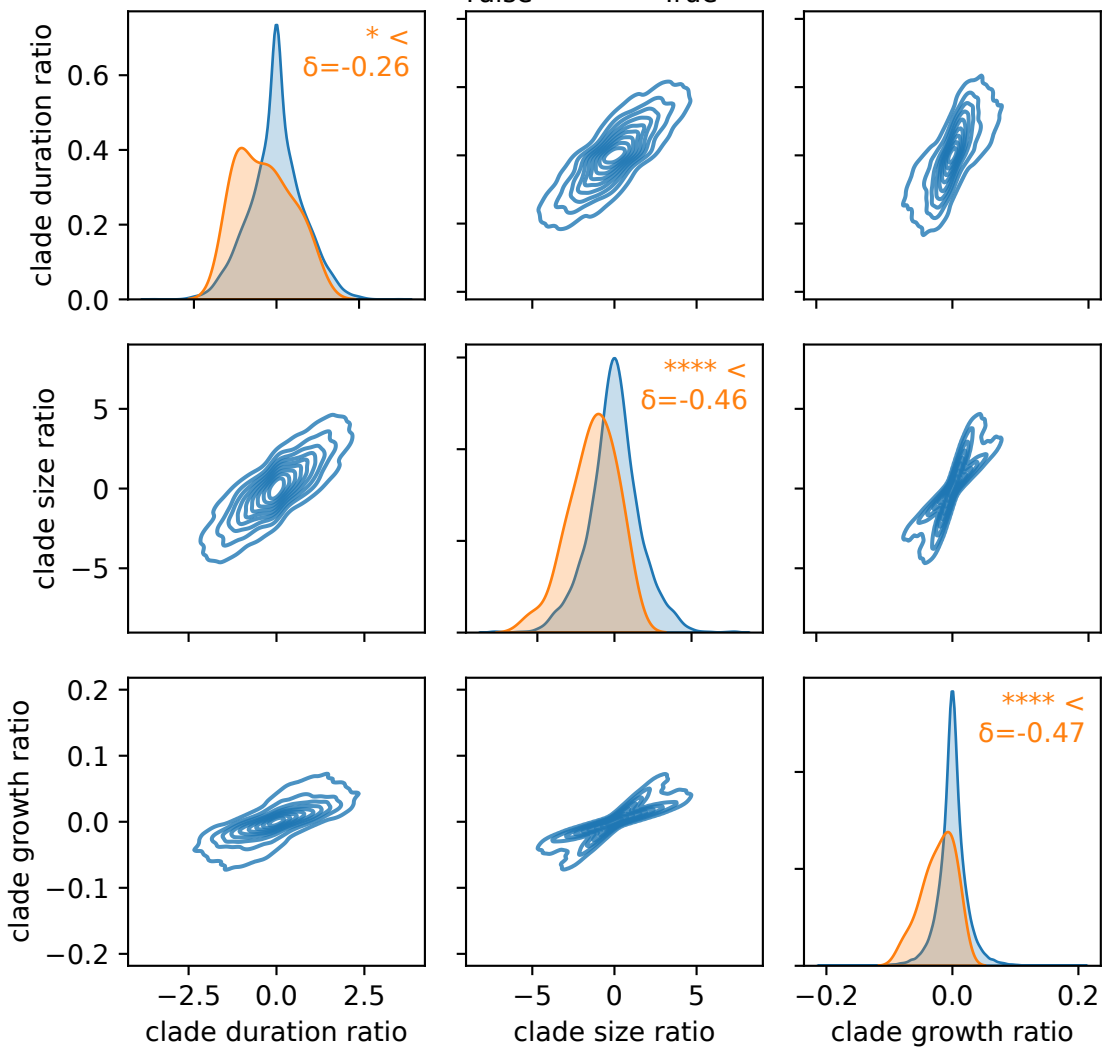 * <
δ=-0.26
clade duration ratio
0.6
0.4
0.2
0.0
**** <
δ=-0.46
clade size ratio
5
0
−5
**** <
δ=-0.47
clade growth ratio
0.2
0.1
0.0
−0.1
−0.2
−2.5 0.0 2.5
−5 0 5
−0.2 0.0 0.2
clade duration ratio
clade size ratio
clade growth ratio